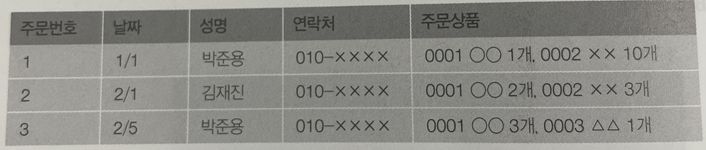 주문번호 날짜 성명 연락처 주문상품
1 1/1 박준용 010-×××× 0001 ○○ 1개, 0002 ×× 10개
2 2/1 김재진 010-×××× 0001 ○○ 2개, 0002 ×× 3개
3 2/5 박준용 010-×××× 0001 ○○ 3개, 0003 △△ 1개